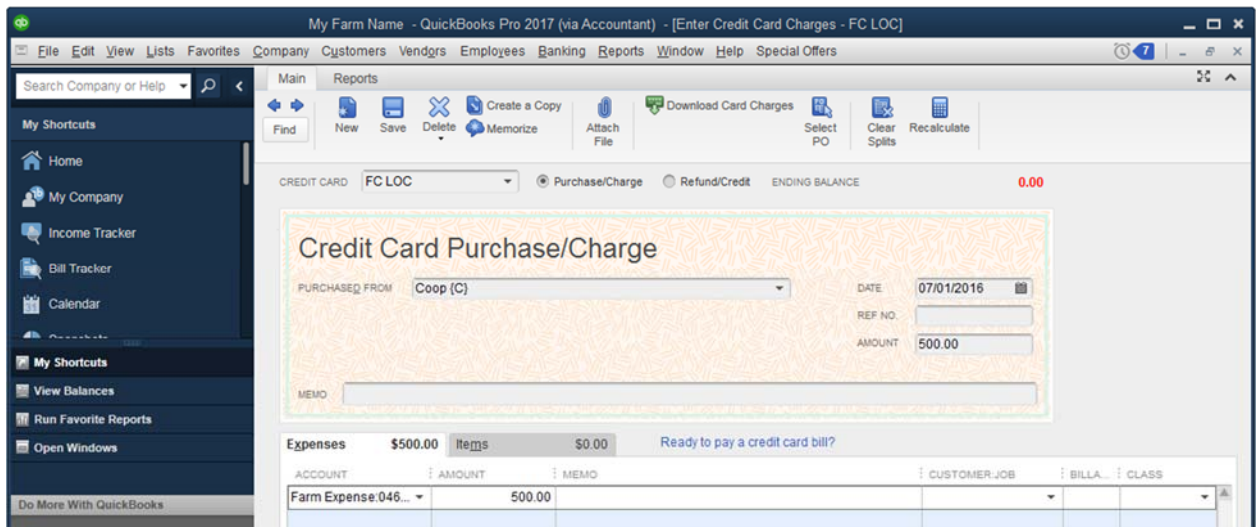 My Farm Name - QuickBooks Pro 2017 (via Accountant) - [Enter Credit Card Charges - FC LOC]
File Edit View Lists Favorites Company Customers Vendors Employees Banking Reports Window Help Special Offers 7
Search Company or Help
My Shortcuts
Home
My Company
Income Tracker
Bill Tracker
Calendar
My Shortcuts
View Balances
Run Favorite Reports
Open Windows
Do More With QuickBooks
Main Reports
Find New Save Delete Create a Copy Memorize Attach File Download Card Charges Select PO Clear Splits Recalculate
CREDIT CARD FC LOC Purchase/Charge Refund/Credit ENDING BALANCE 0.00
Credit Card Purchase/Charge
PURCHASED FROM Coop {C} DATE 07/01/2016
REF NO.
AMOUNT 500.00
MEMO
Expenses $500.00 Items $0.00 Ready to pay a credit card bill?
ACCOUNT AMOUNT MEMO CUSTOMER:JOB BILLA... CLASS
Farm Expense:046... 500.00